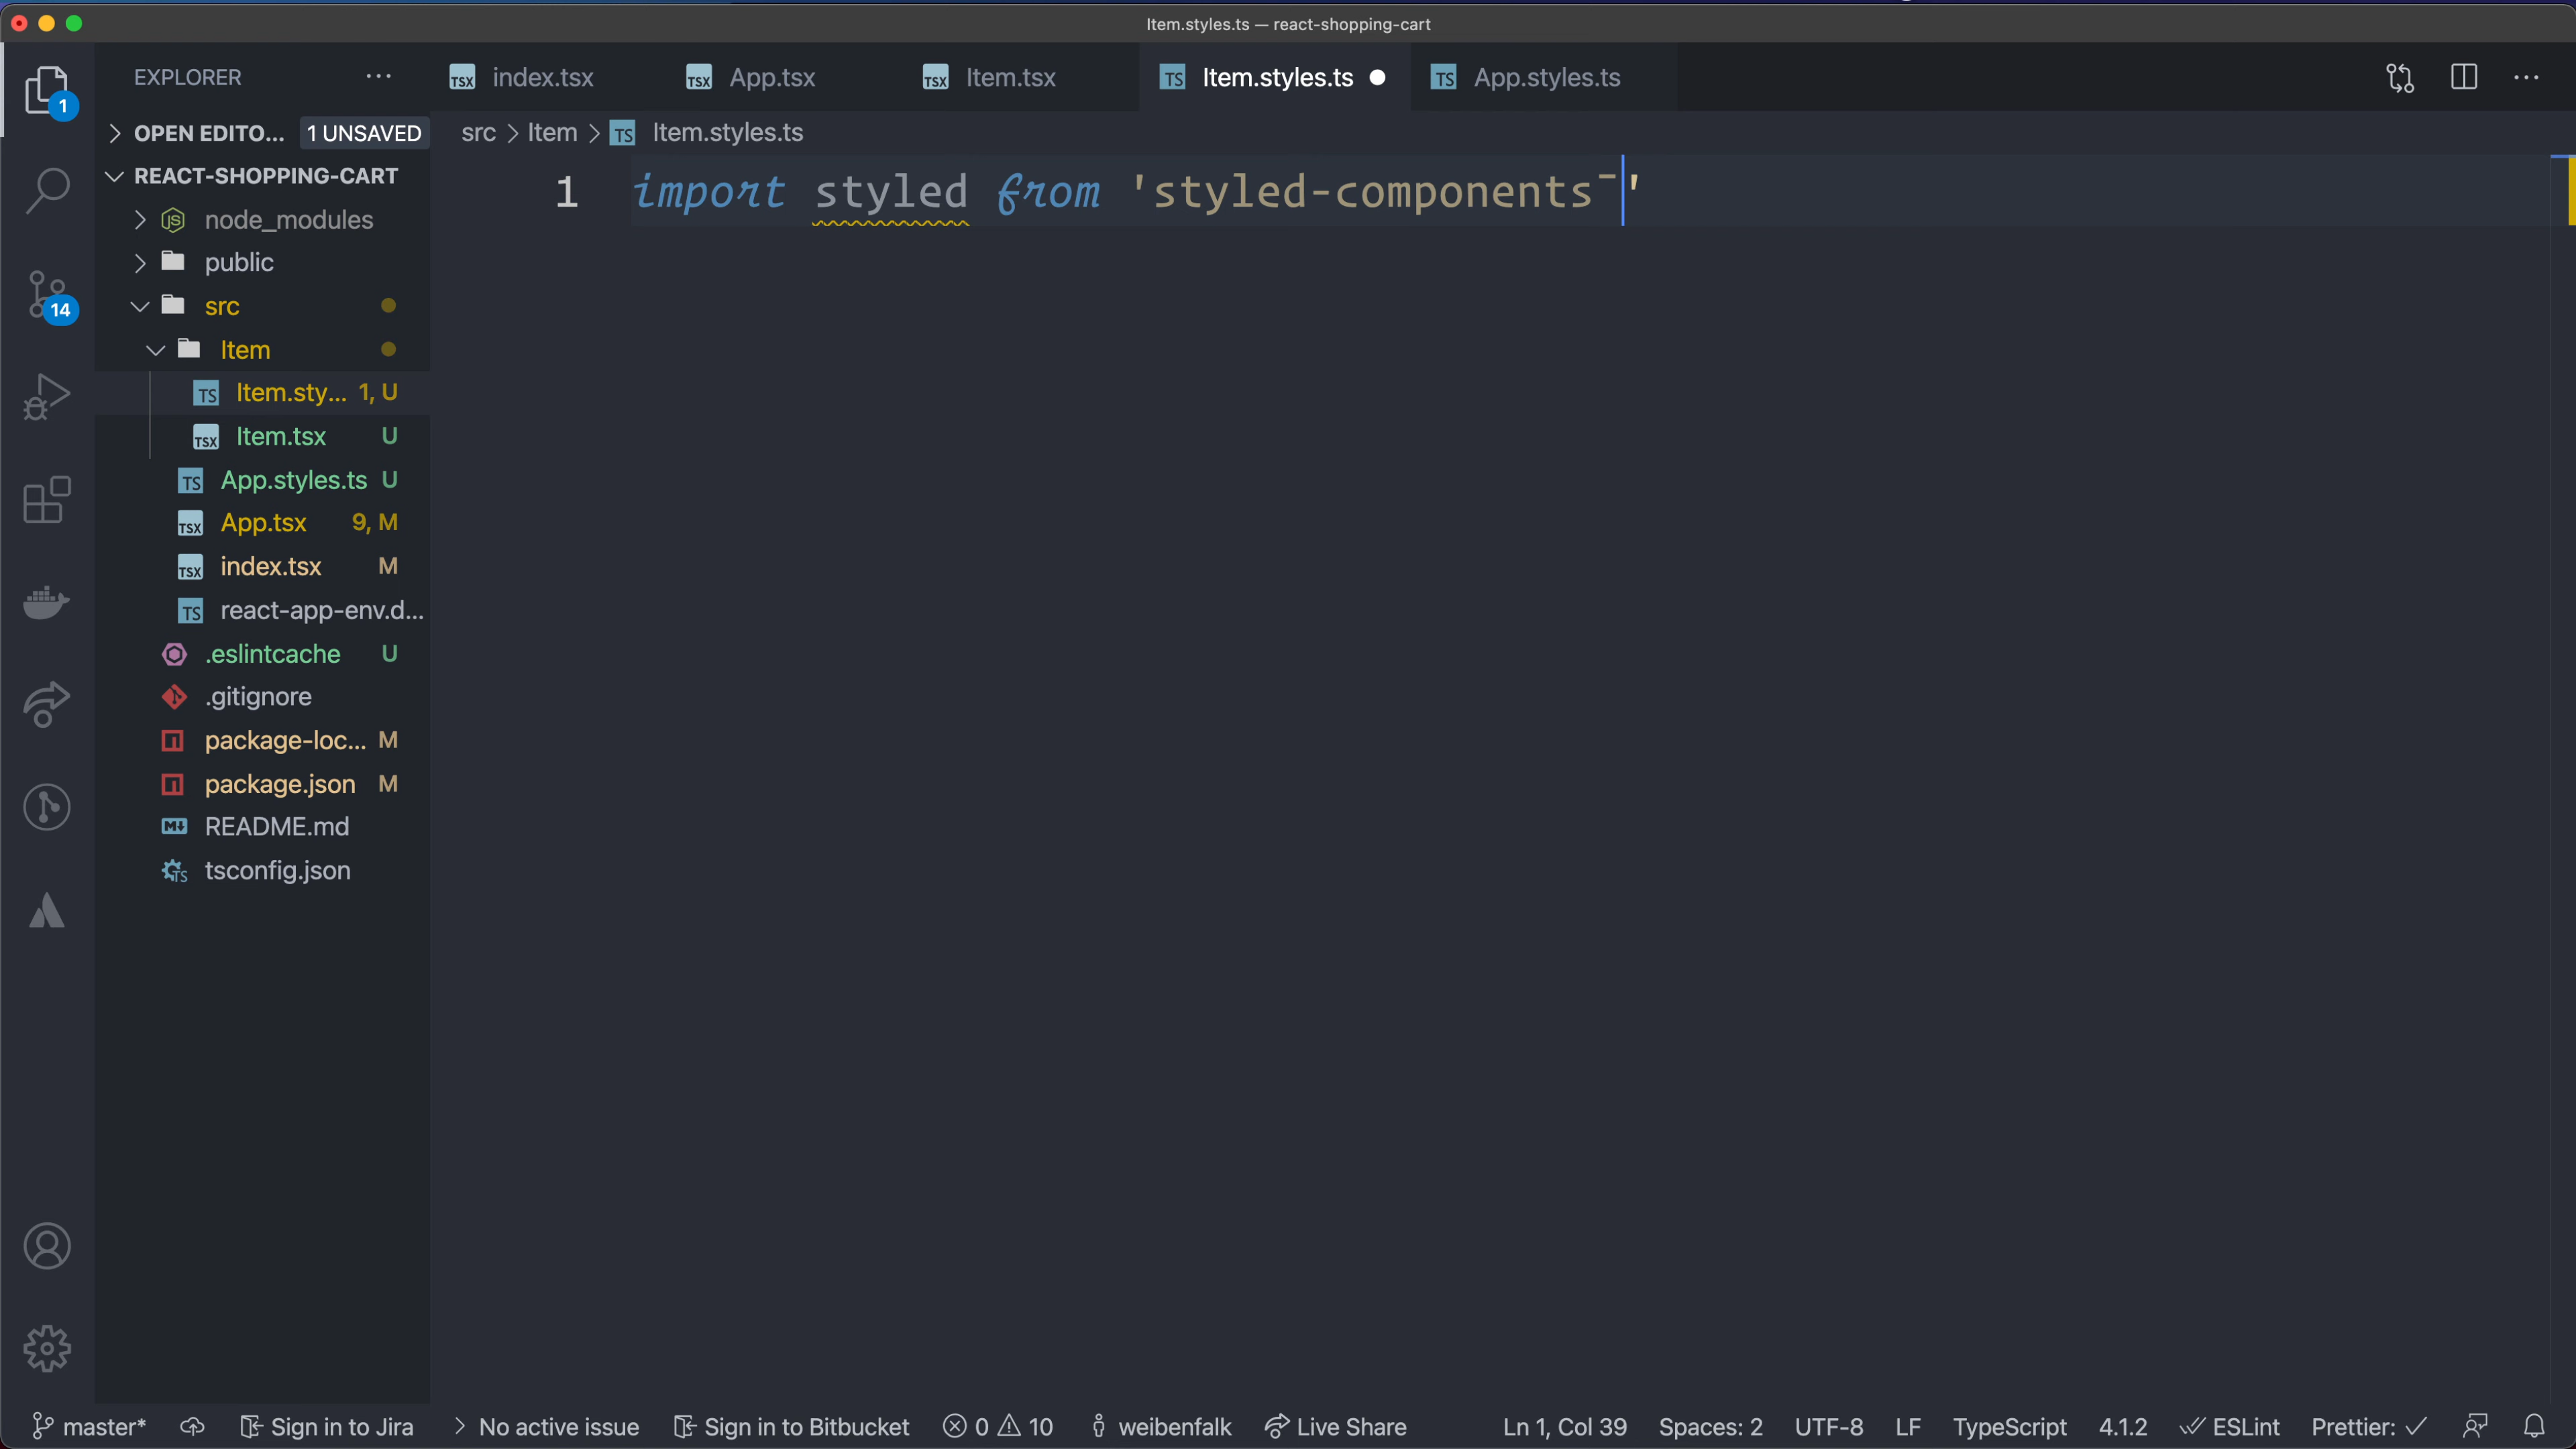 Item.styles.ts — react-shopping-cart
EXPLORER
index.tsx
App.tsx
Item.tsx
Item.styles.ts
App.styles.ts
1
OPEN EDITO... 1 UNSAVED
src > Item > TS Item.styles.ts
REACT-SHOPPING-CART
1 import styled from 'styled-components¯'
node_modules
public
14
src
Item
Item.sty... 1, U
Item.tsx U
App.styles.ts U
App.tsx 9, M
index.tsx M
react-app-env.d...
.eslintcache U
.gitignore
package-loc... M
package.json M
README.md
tsconfig.json
master* Sign in to Jira > No active issue Sign in to Bitbucket 0 10 weibenfalk Live Share Ln 1, Col 39 Spaces: 2 UTF-8 LF TypeScript 4.1.2 ESLint Prettier: ✓